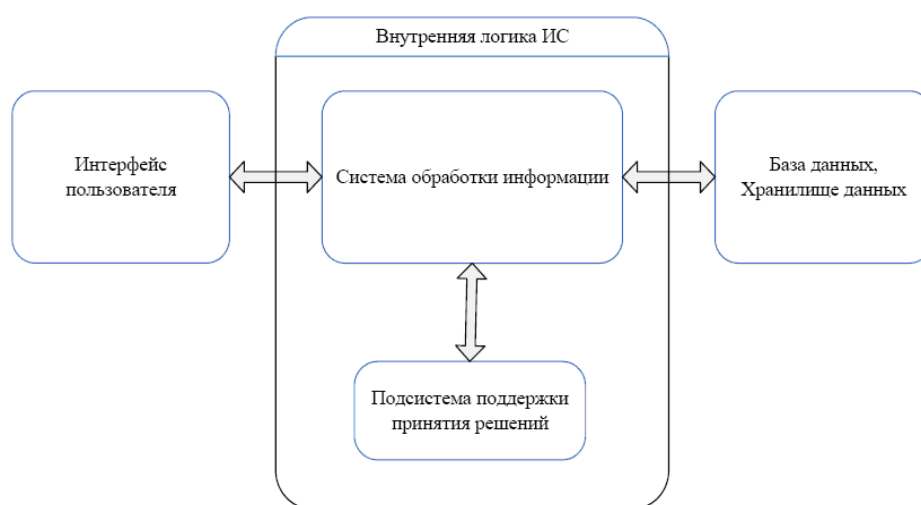 Внутренняя логика ИС
Интерфейс
пользователя
Система обработки информации
База данных,
Хранилище данных
Подсистема поддержки
принятия решений